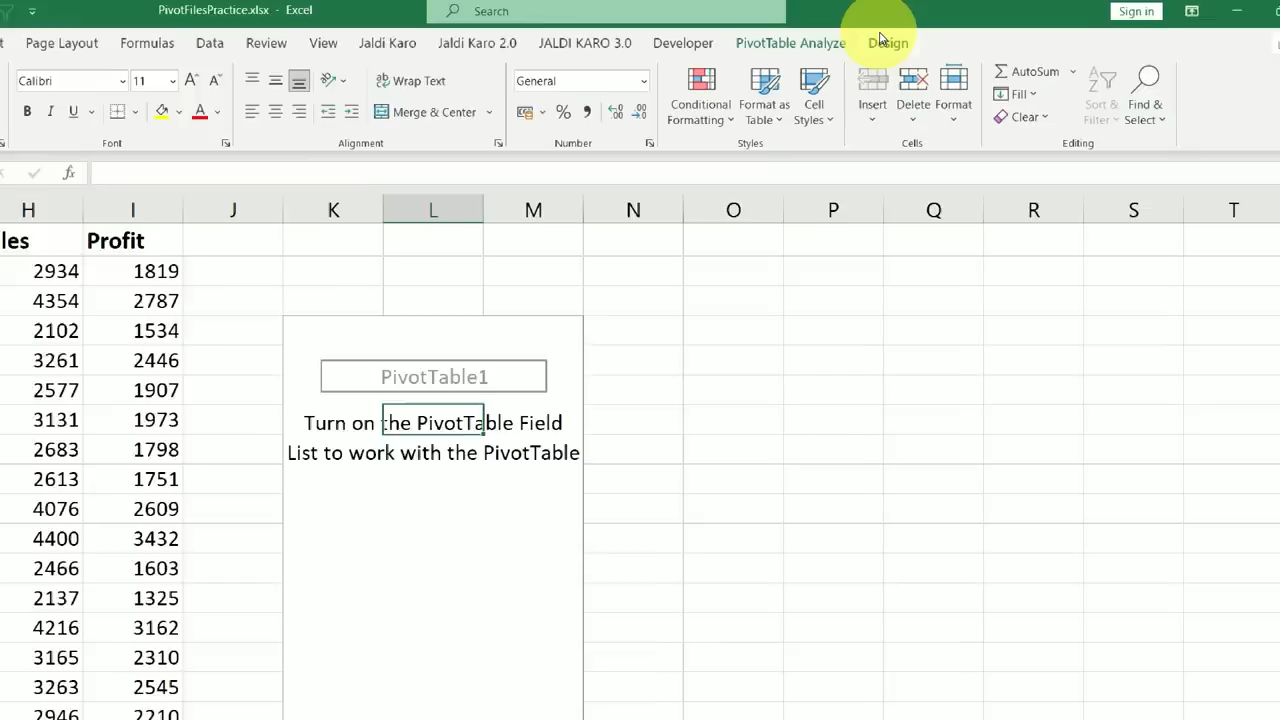 PivotFilesPractice.xlsx - Excel
Search
Sign in
Page Layout Formulas Data Review View Jaldi Karo Jaldi Karo 2.0 JALDI KARO 3.0 Developer PivotTable Analyze Design
Calibri 11 Wrap Text General Conditional Formatting Format as Table Cell Styles Insert Delete Format AutoSum Fill Clear Sort & Filter Find & Select
B I U Merge & Center
Font Alignment Number Styles Cells Editing
fx
H I J K L M N O P Q R S T
les Profit
2934 1819
4354 2787
2102 1534
3261 2446
PivotTable1
2577 1907
3131 1973
Turn on the PivotTable Field
2683 1798
List to work with the PivotTable
2613 1751
4076 2609
4400 3432
2466 1603
2137 1325
4216 3162
3165 2310
3263 2545
2946 2210